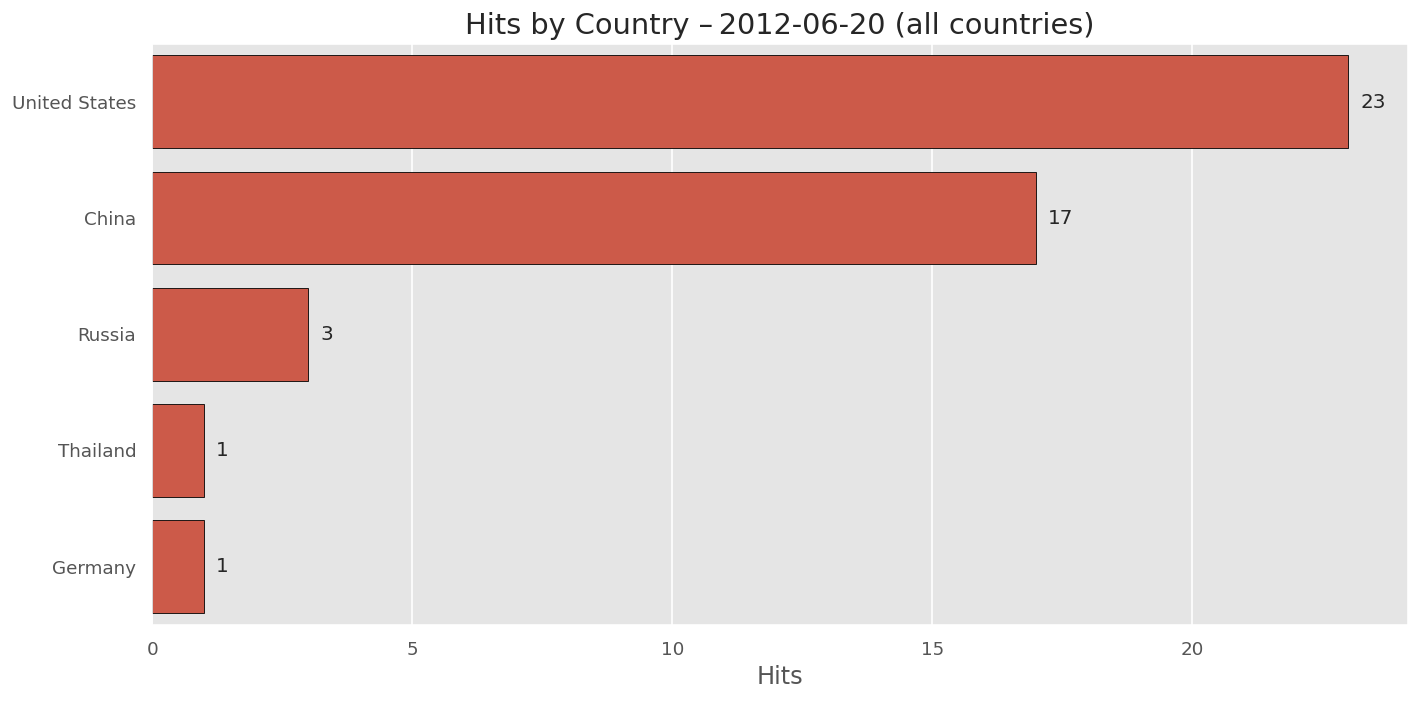 Hits by Country – 2012-06-20 (all countries)
United States
23
China
17
Russia
3
Thailand
1
Germany
1
0 5 10 15 20
Hits